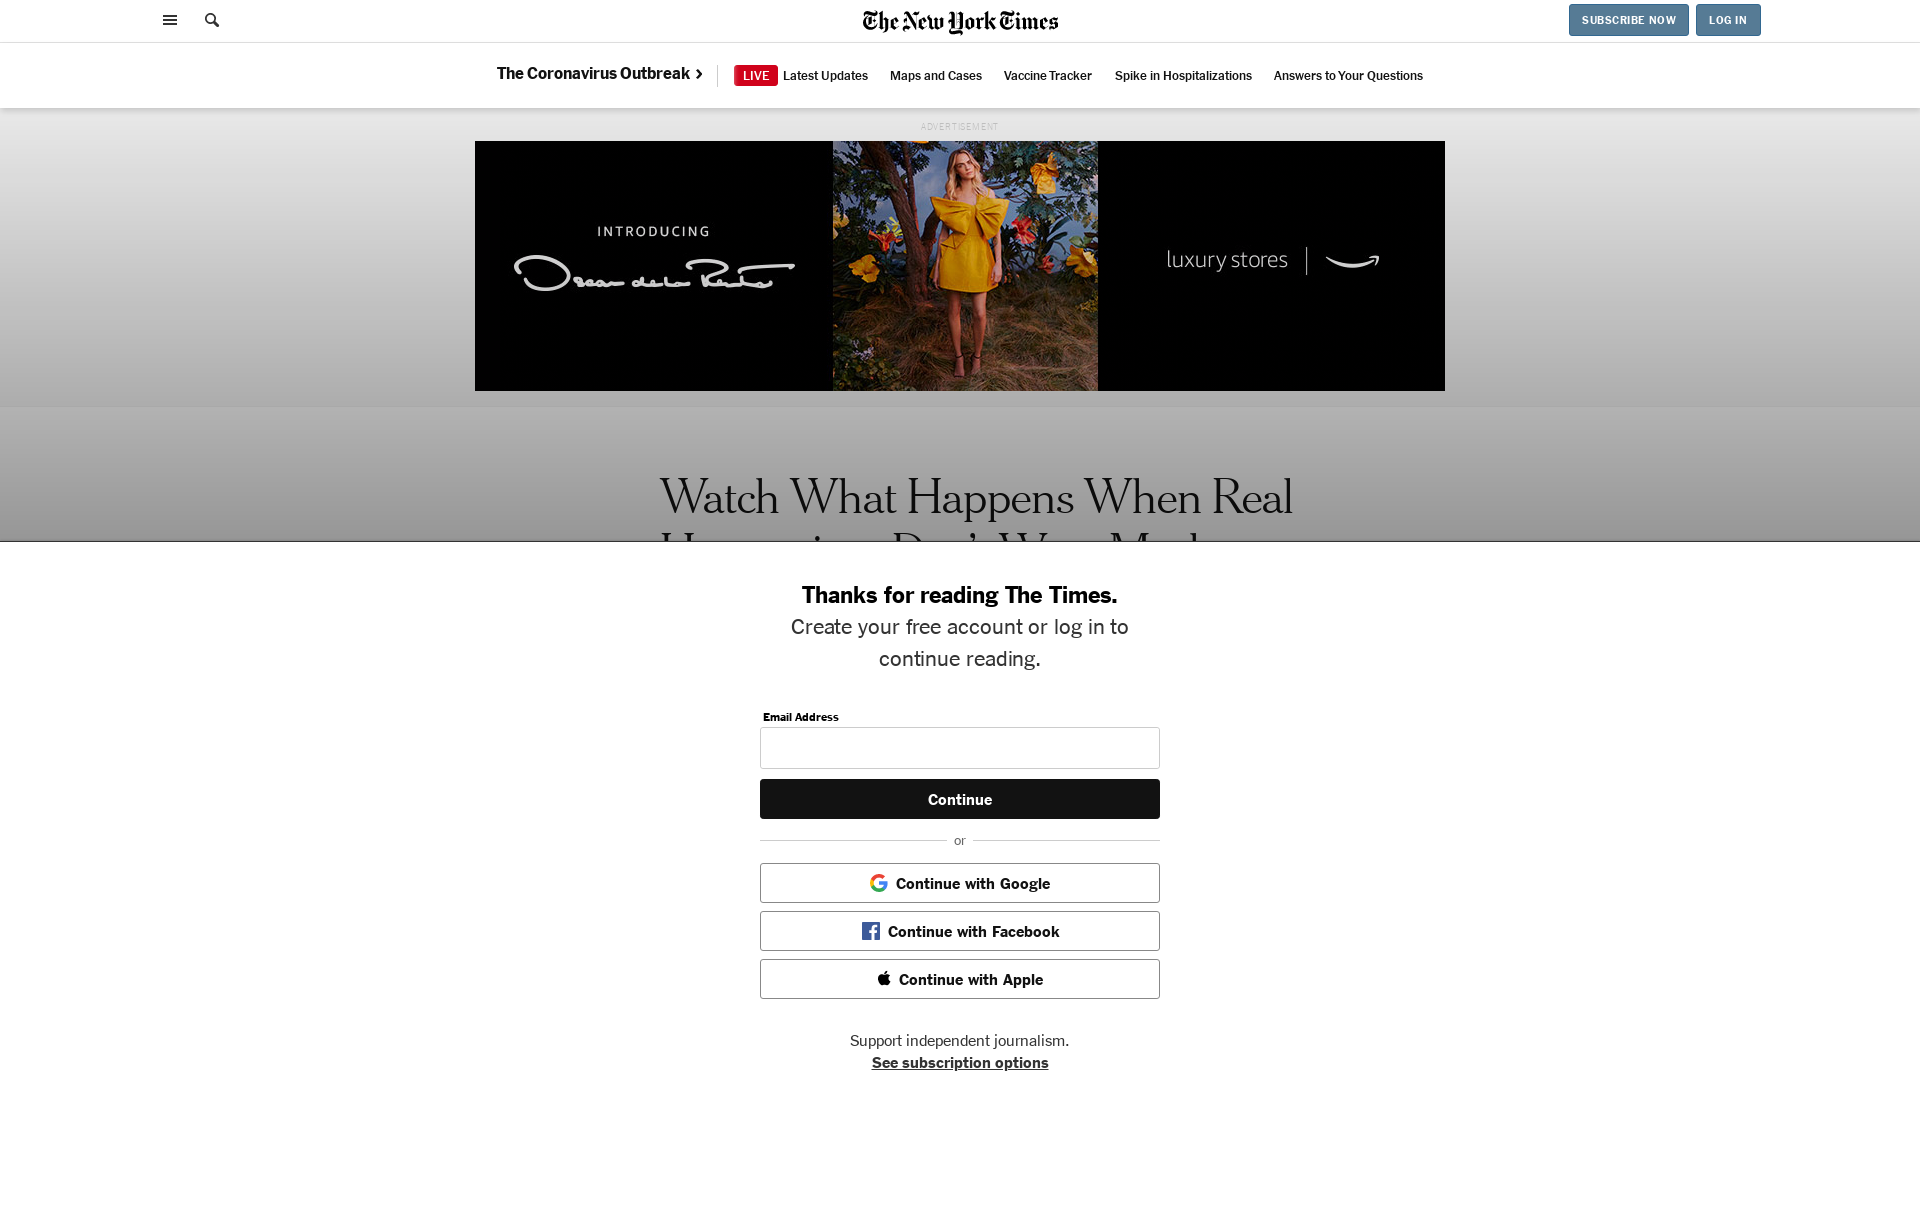 The New York Times
SUBSCRIBE NOW
LOG IN
The Coronavirus Outbreak
LIVE Latest Updates
Maps and Cases
Vaccine Tracker
Spike in Hospitalizations
Answers to Your Questions
ADVERTISEMENT
INTRODUCING
Oscar de la Renta
luxury stores
Watch What Happens When Real
Thanks for reading The Times.
Create your free account or log in to
continue reading.
Email Address
Continue
or
Continue with Google
Continue with Facebook
Continue with Apple
Support independent journalism.
See subscription options